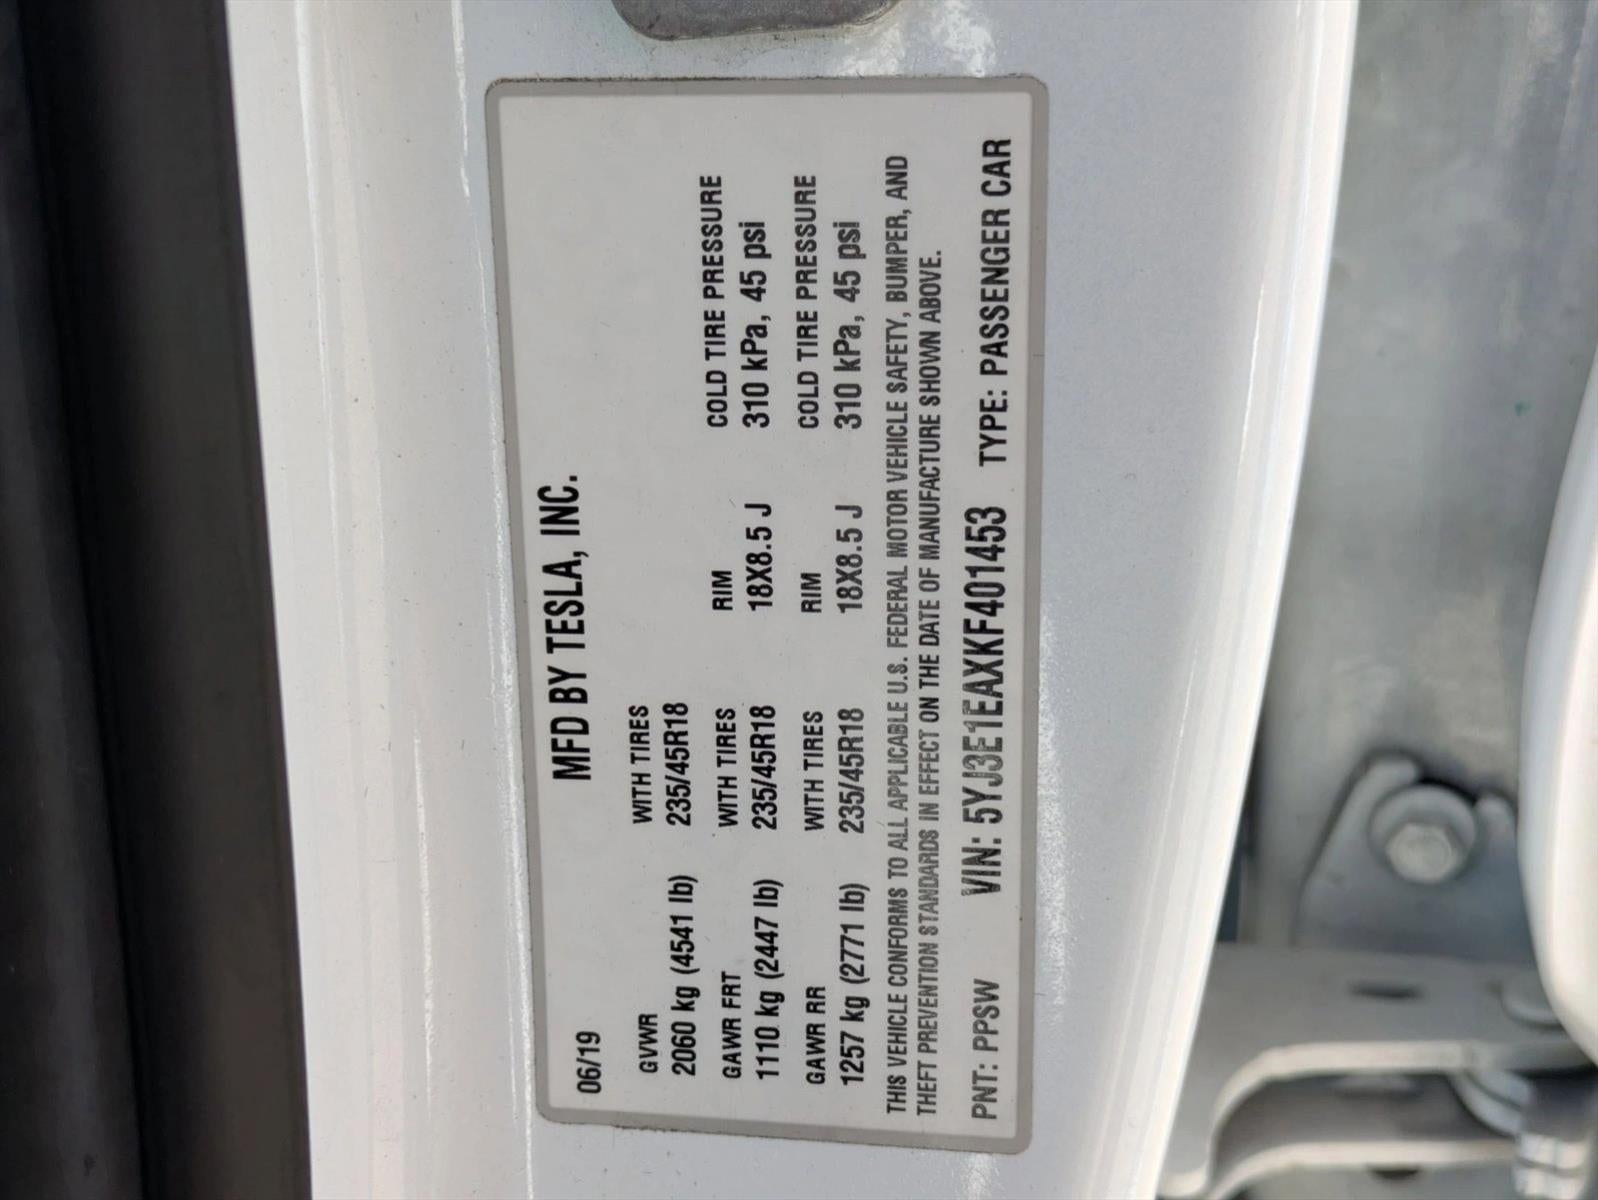 MFD BY TESLA, INC.
06/19
GVWR WITH TIRES
2060 kg (4541 lb) 235/45R18
GAWR FRT WITH TIRES RIM COLD TIRE PRESSURE
1110 kg (2447 lb) 235/45R18 18X8.5 J 310 kPa, 45 psi
GAWR RR WITH TIRES RIM COLD TIRE PRESSURE
1257 kg (2771 lb) 235/45R18 18X8.5 J 310 kPa, 45 psi
THIS VEHICLE CONFORMS TO ALL APPLICABLE U.S. FEDERAL MOTOR VEHICLE SAFETY, BUMPER, AND
THEFT PREVENTION STANDARDS IN EFFECT ON THE DATE OF MANUFACTURE SHOWN ABOVE.
PNT: PPSW VIN: 5YJ3E1EAXKF401453 TYPE: PASSENGER CAR